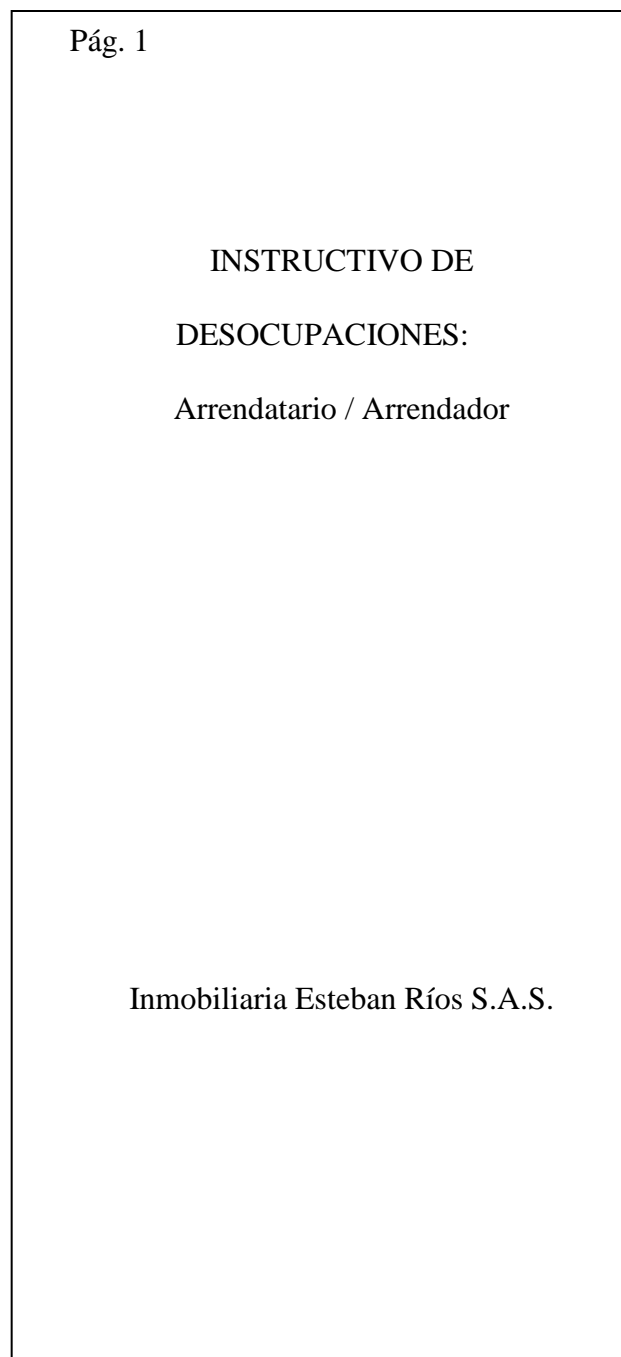 Pág. 1
INSTRUCTIVO DE
DESOCUPACIONES:
Arrendatario / Arrendador
Inmobiliaria Esteban Ríos S.A.S.